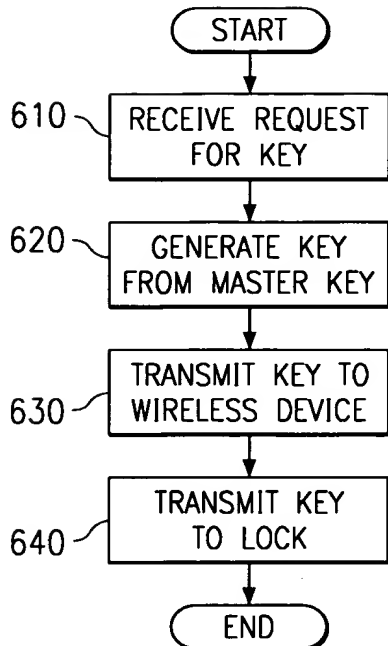 START
610
RECEIVE REQUEST
FOR KEY
620
GENERATE KEY
FROM MASTER KEY
630
TRANSMIT KEY TO
WIRELESS DEVICE
640
TRANSMIT KEY
TO LOCK
END